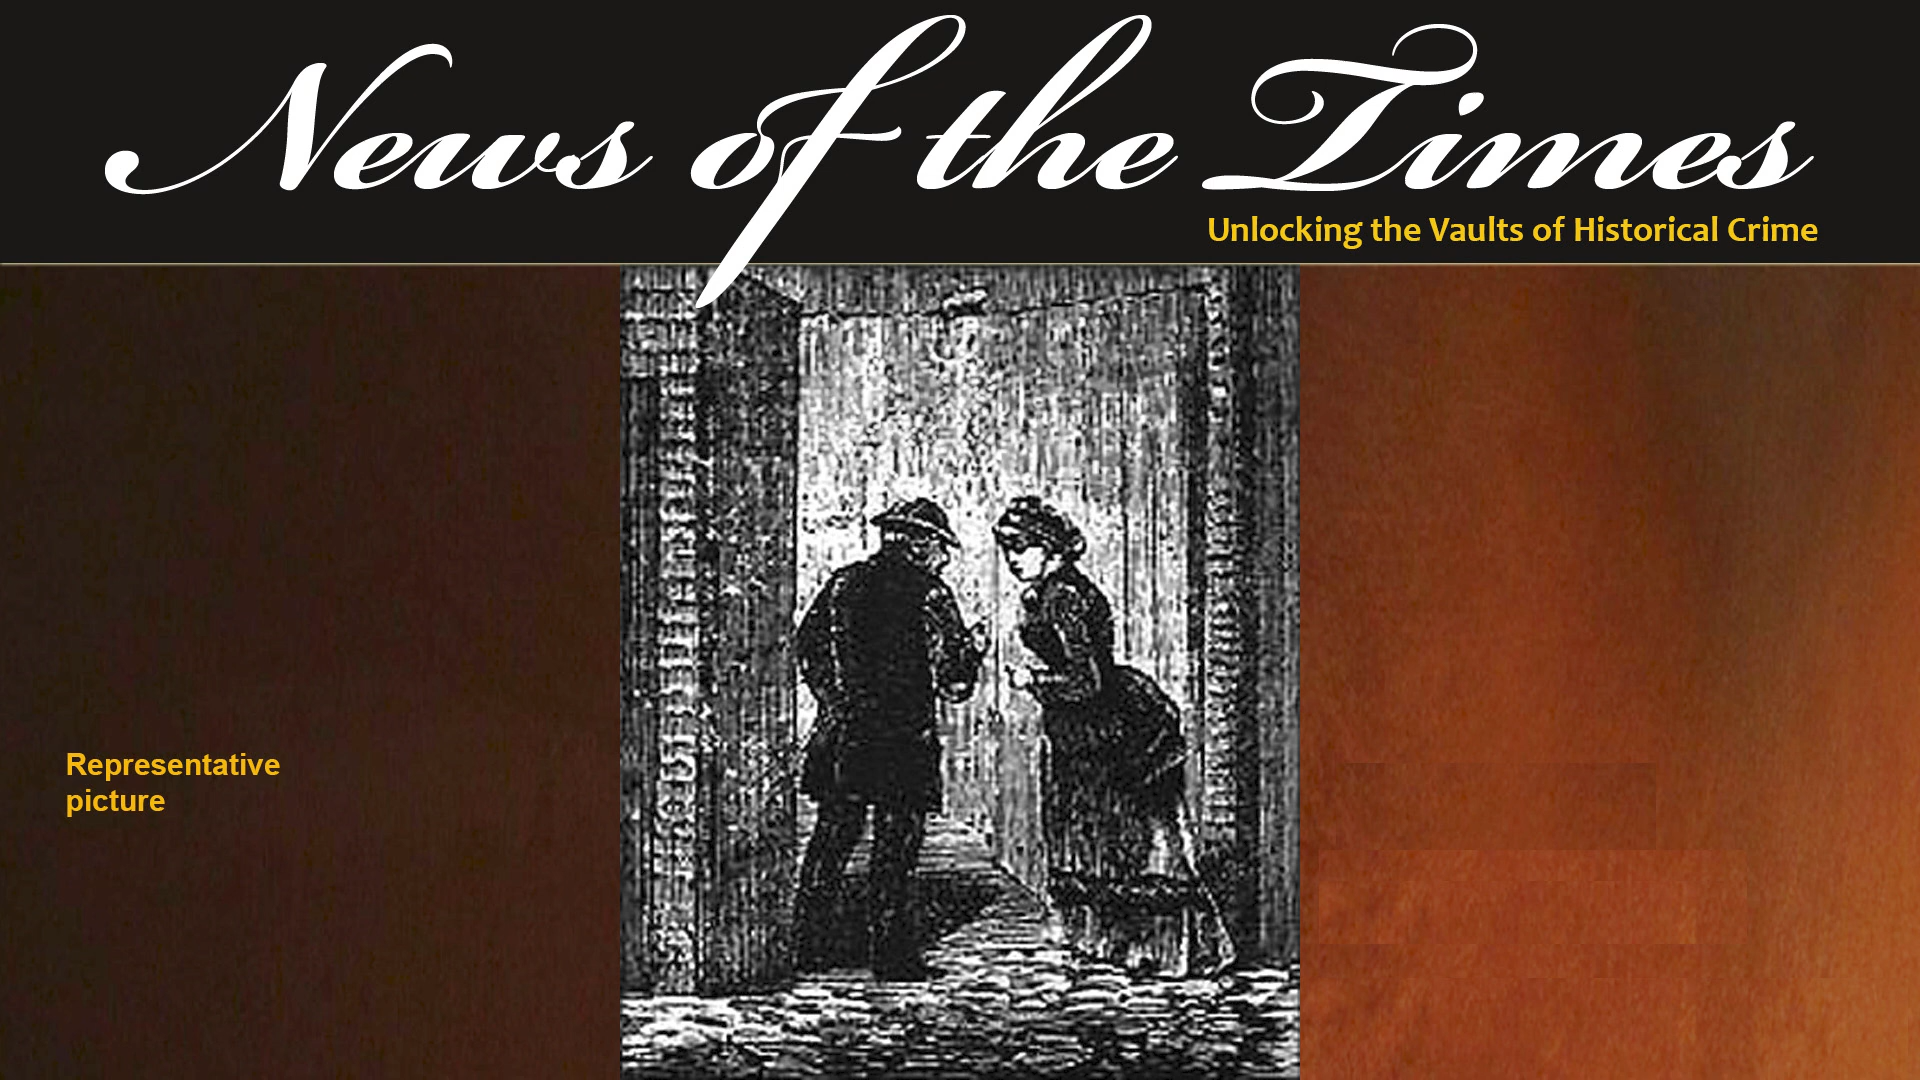 News of the Times
Unlocking the Vaults of Historical Crime
Representative
picture